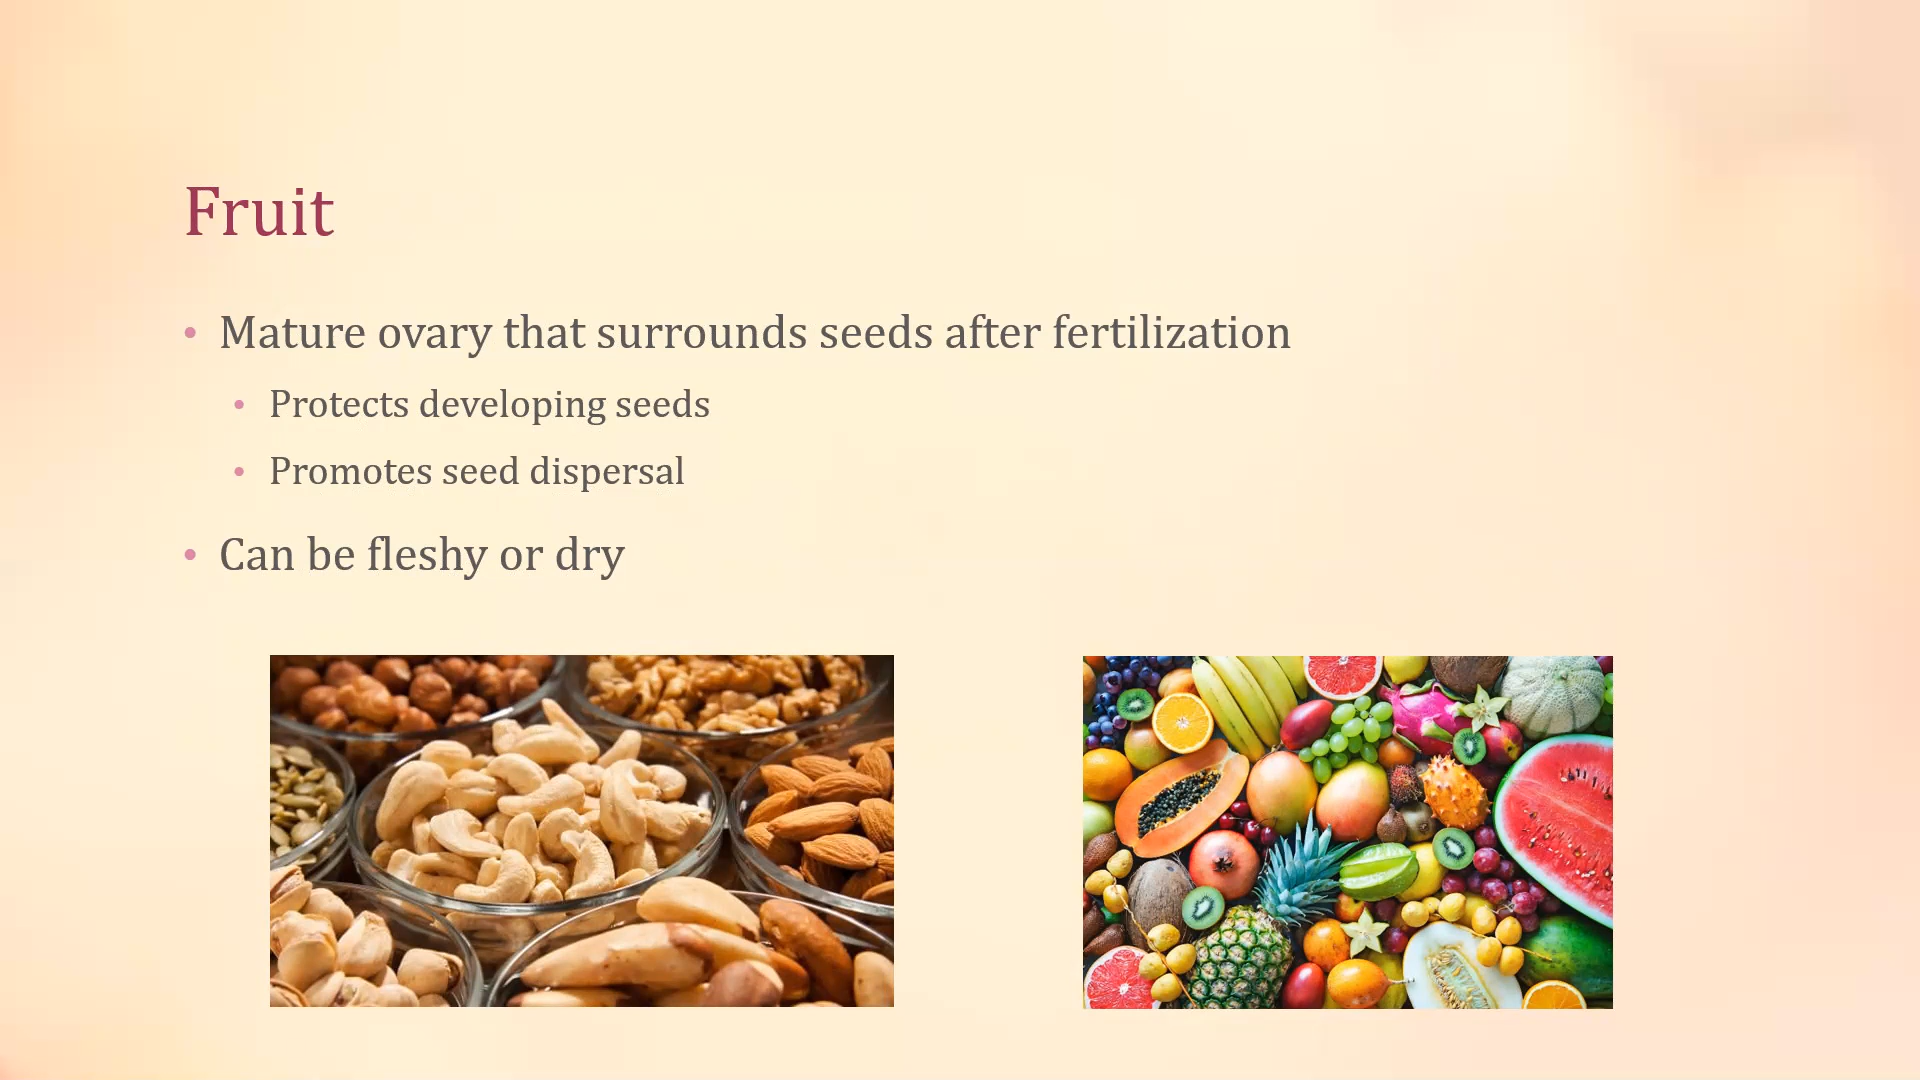 Fruit
• Mature ovary that surrounds seeds after fertilization
• Protects developing seeds
• Promotes seed dispersal
• Can be fleshy or dry